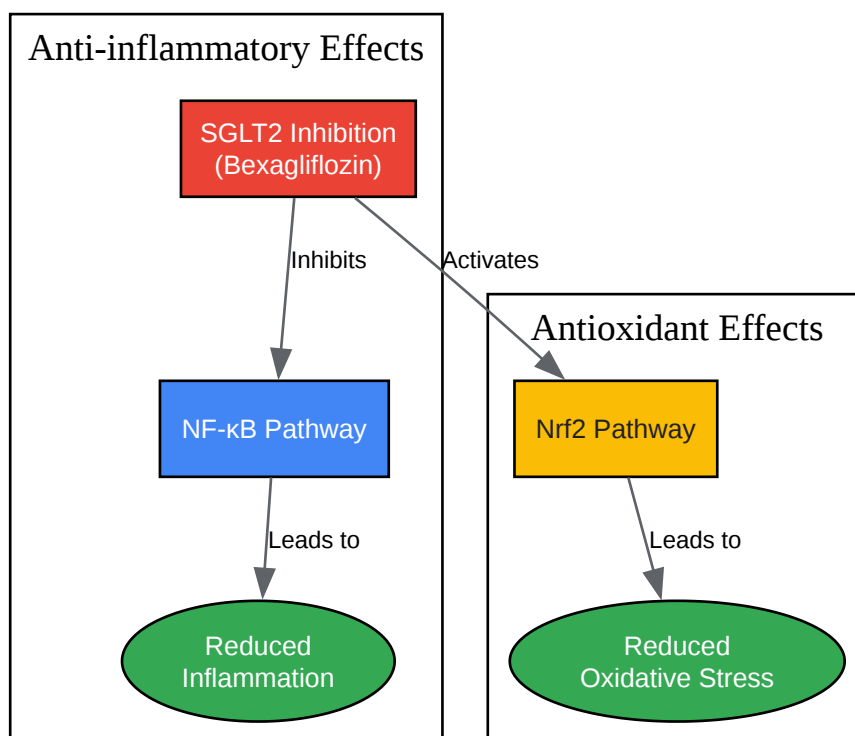 Anti-inflammatory Effects
SGLT2 Inhibition
(Bexagliflozin)
Inhibits
Activates
Antioxidant Effects
NF-κB Pathway
Nrf2 Pathway
Leads to
Leads to
Reduced
Inflammation
Reduced
Oxidative Stress